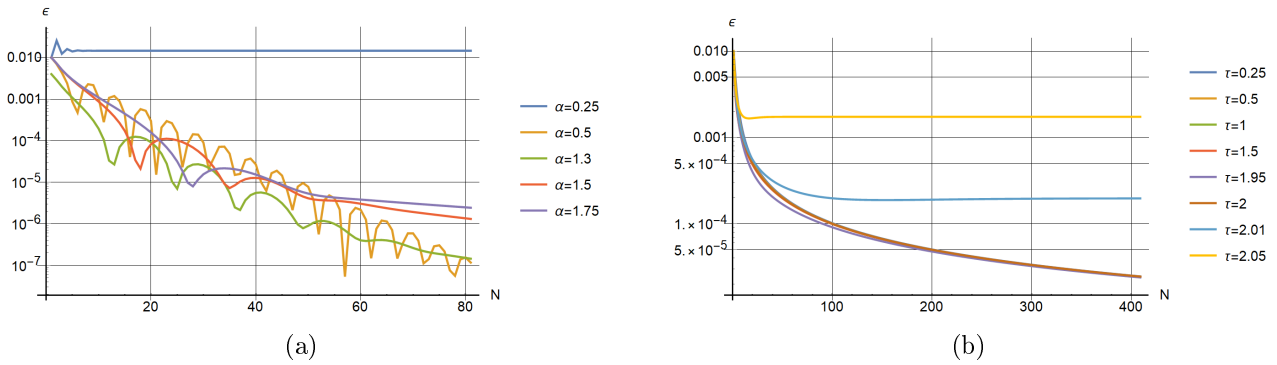 ϵ
0.010
0.001
10⁻⁴
10⁻⁵
10⁻⁶
10⁻⁷
20 40 60 80
N
α=0.25
α=0.5
α=1.3
α=1.5
α=1.75
(a)
ϵ
0.010
0.005
0.001
5.×10⁻⁴
1.×10⁻⁴
5.×10⁻⁵
100 200 300 400
N
τ=0.25
τ=0.5
τ=1
τ=1.5
τ=1.95
τ=2
τ=2.01
τ=2.05
(b)